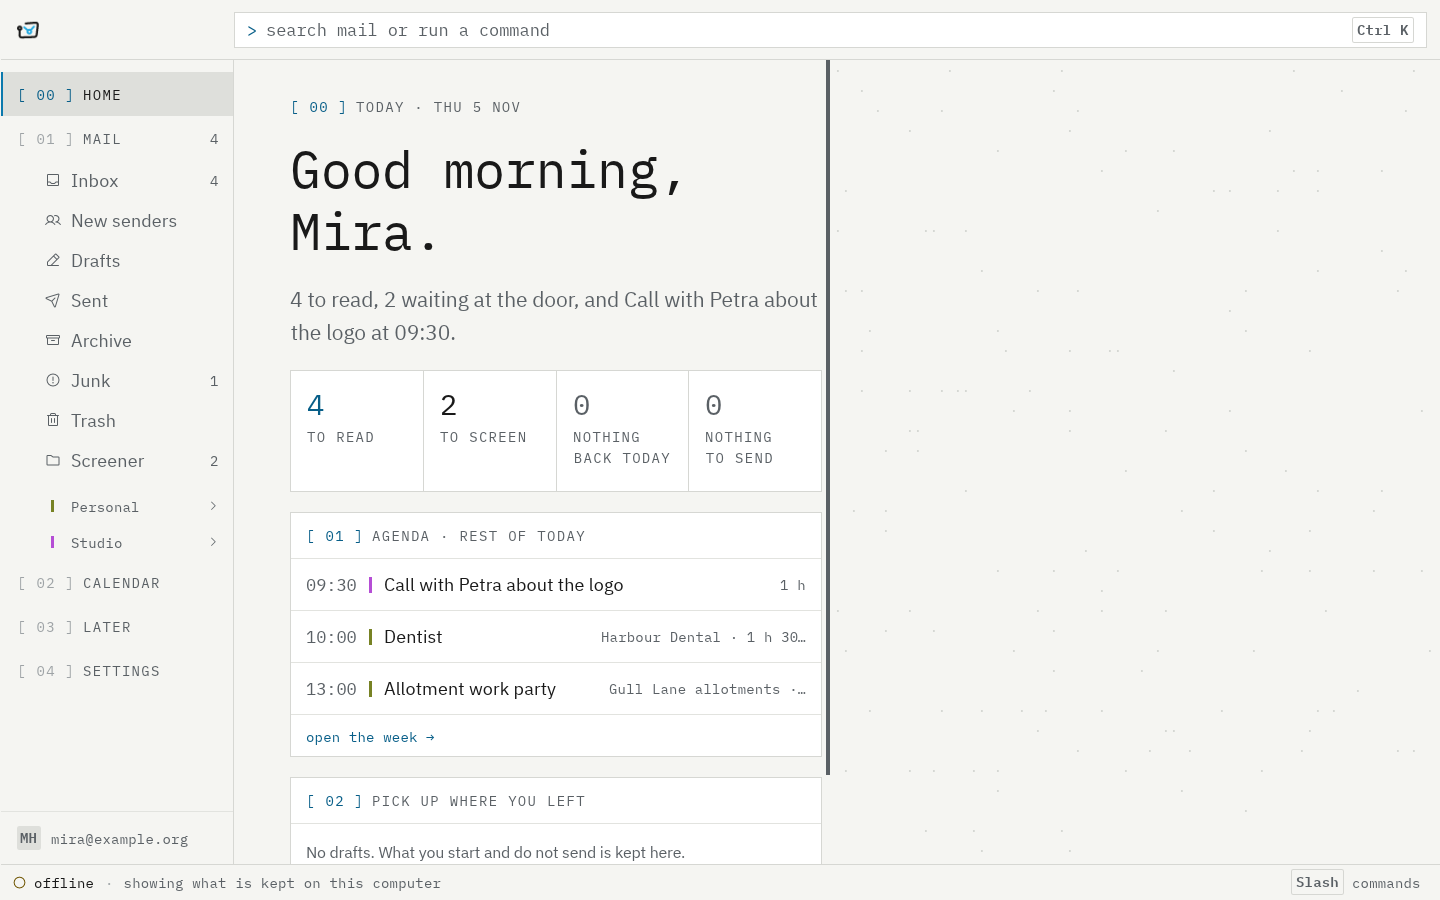 > search mail or run a command
Ctrl K
[ 00 ] HOME
[ 01 ] MAIL 4
Inbox 4
New senders
Drafts
Sent
Archive
Junk 1
Trash
Screener 2
Personal
Studio
[ 02 ] CALENDAR
[ 03 ] LATER
[ 04 ] SETTINGS
MH mira@example.org
[ 00 ] TODAY · THU 5 NOV
Good morning,
Mira.
4 to read, 2 waiting at the door, and Call with Petra about
the logo at 09:30.
4
TO READ
2
TO SCREEN
0
NOTHING
BACK TODAY
0
NOTHING
TO SEND
[ 01 ] AGENDA · REST OF TODAY
09:30 Call with Petra about the logo 1 h
10:00 Dentist Harbour Dental · 1 h 30…
13:00 Allotment work party Gull Lane allotments ·…
open the week →
[ 02 ] PICK UP WHERE YOU LEFT
No drafts. What you start and do not send is kept here.
offline · showing what is kept on this computer
Slash commands